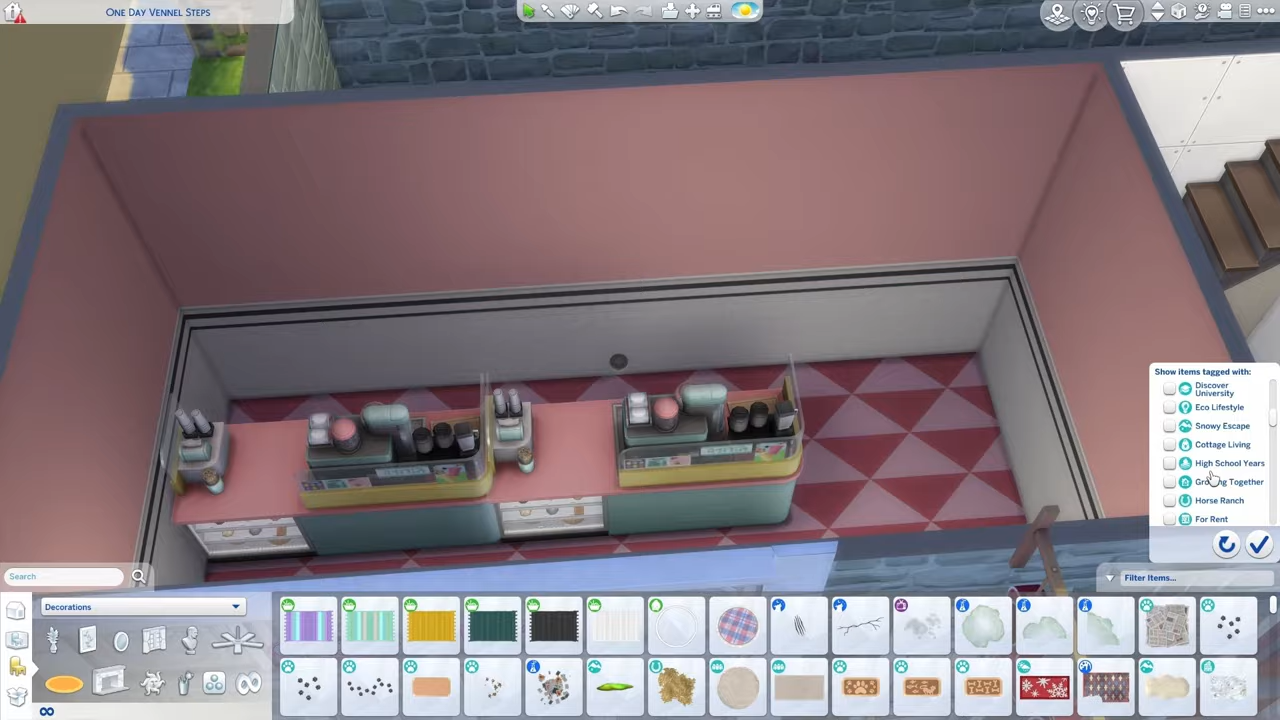 One Day Vennel Steps
Show items tagged with:
Discover
University
Eco Lifestyle
Snowy Escape
Cottage Living
High School Years
Growing Together
Horse Ranch
For Rent
Search
Filter Items...
Decorations